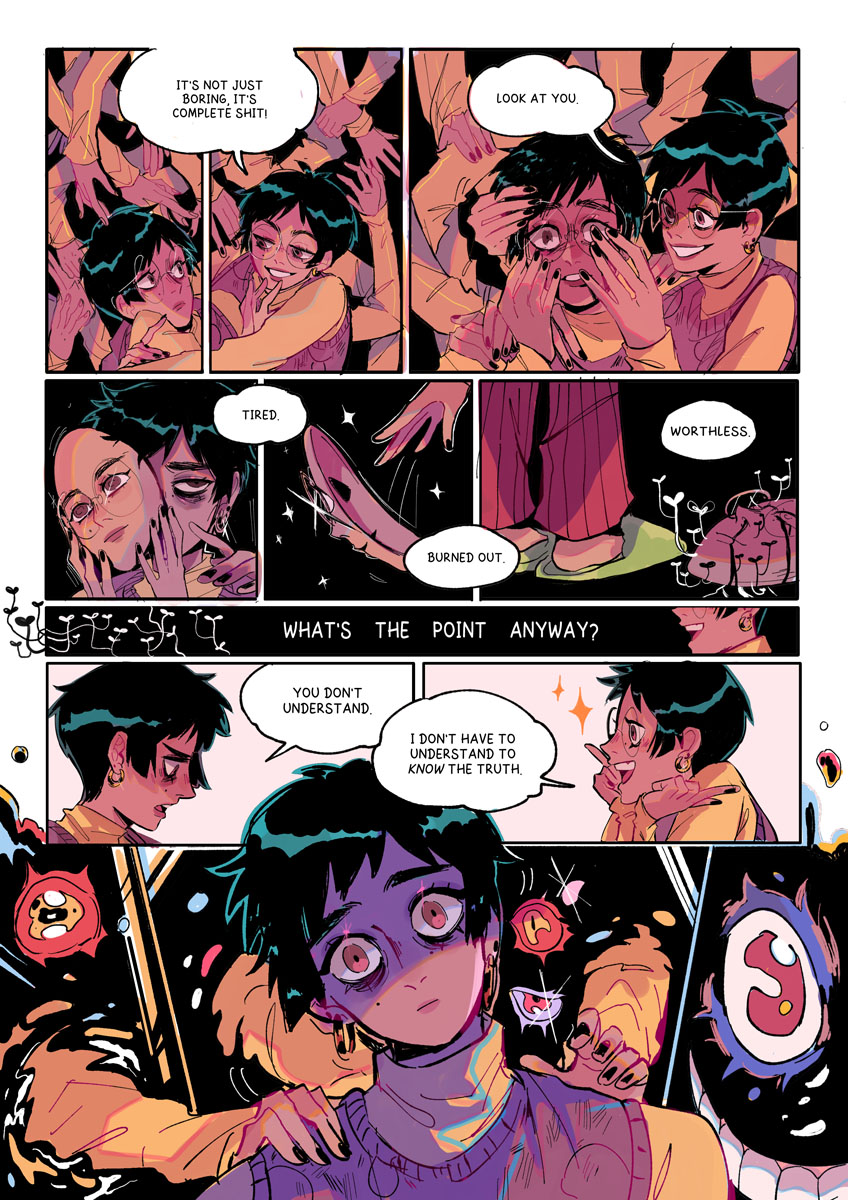 IT'S NOT JUST
BORING, IT'S
COMPLETE SHIT!
LOOK AT YOU.
TIRED.
BURNED OUT.
WORTHLESS.
WHAT'S THE POINT ANYWAY?
YOU DON'T
UNDERSTAND.
I DON'T HAVE TO
UNDERSTAND TO
KNOW THE TRUTH.